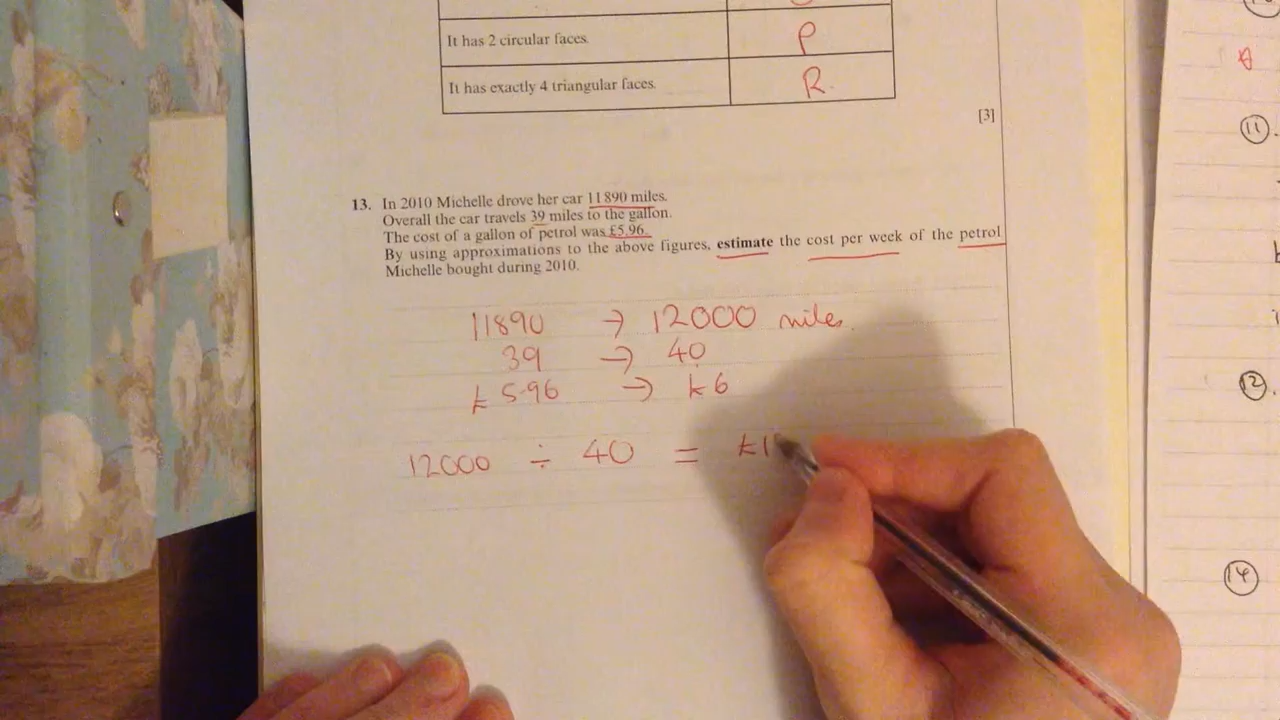 It has 2 circular faces. P
It has exactly 4 triangular faces. R.
[3]
13. In 2010 Michelle drove her car 11890 miles.
Overall the car travels 39 miles to the gallon.
The cost of a gallon of petrol was £5.96.
By using approximations to the above figures, estimate the cost per week of the petrol
Michelle bought during 2010.
11890 → 12000 miles.
39 → 40
£5.96 → £6
12000 ÷ 40 = £1
11.
12.
14